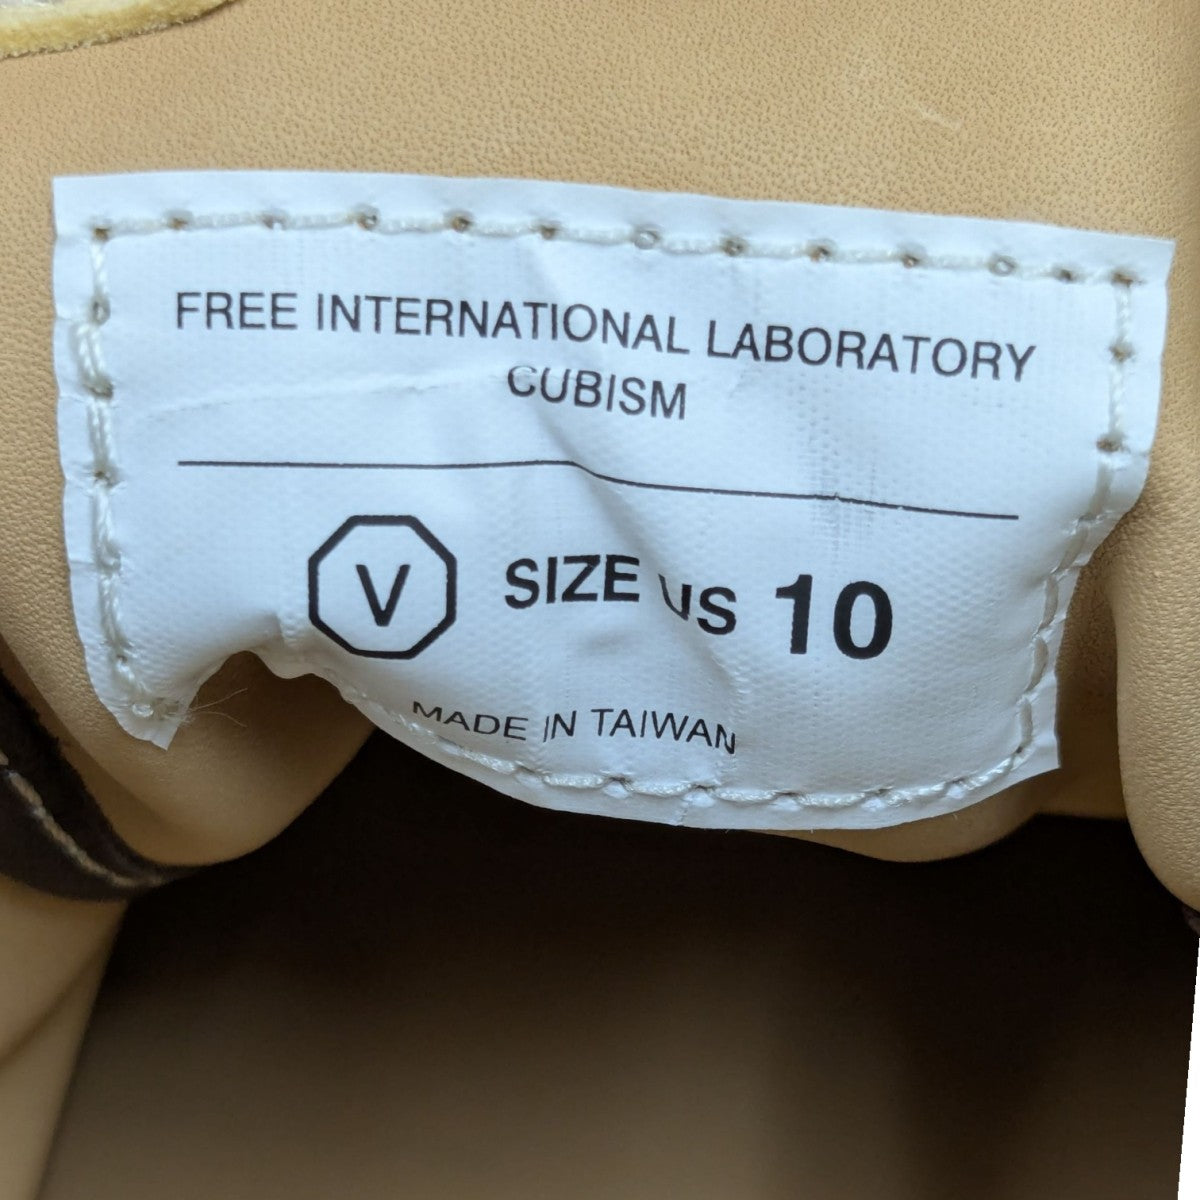 FREE INTERNATIONAL LABORATORY
CUBISM
V SIZE US 10
MADE IN TAIWAN